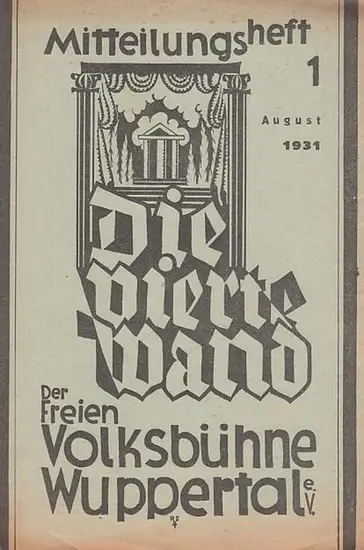 Mitteilungsheft
1
August
1931
Die
vierte
Wand
Der
Freien
Volksbühne
Wuppertal e.V.